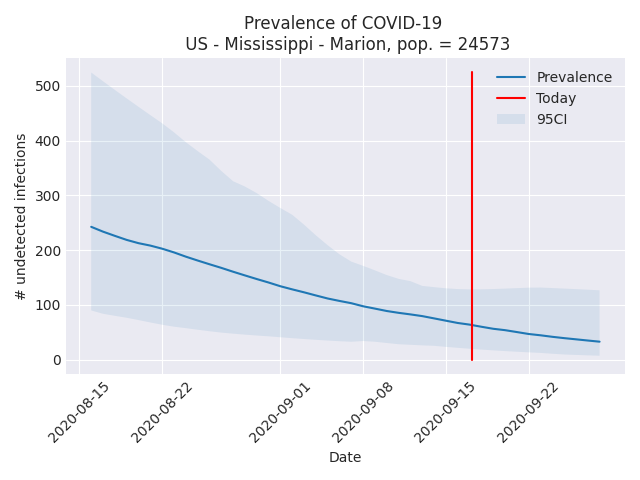 Prevalence of COVID-19
US - Mississippi - Marion, pop. = 24573
Prevalence
Today
95CI
# undetected infections
500
400
300
200
100
0
2020-08-15
2020-08-22
2020-09-01
2020-09-08
2020-09-15
2020-09-22
Date